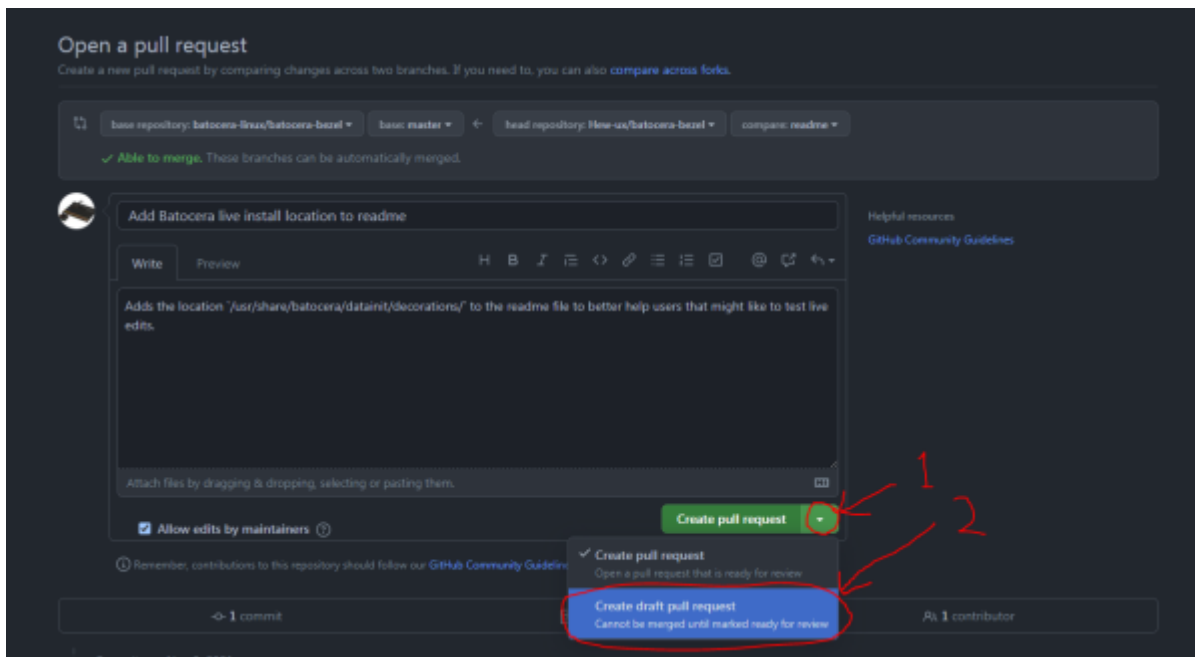 Open a pull request
Create a new pull request by comparing changes across two branches. If you need to, you can also compare across forks.
base repository: batocera-linux/batocera-bezel base: master ← head repository: New-ux/batocera-bezel compare: readme
✓ Able to merge. These branches can be automatically merged.
Add Batocera live install location to readme
Helpful resources
GitHub Community Guidelines
Write Preview
Adds the location `/usr/share/batocera/datainit/decorations/` to the readme file to better help users that might like to test live
edits.
Attach files by dragging & dropping, selecting or pasting them.
1
Allow edits by maintainers
Create pull request
2
✓ Create pull request
Open a pull request that is ready for review
Remember, contributions to this repository should follow our GitHub Community
Create draft pull request
Cannot be merged until marked ready for review
1 commit
1 contributor